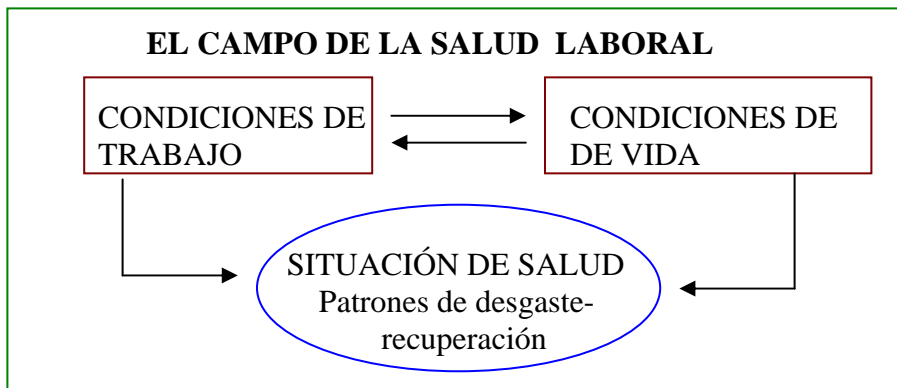 EL CAMPO DE LA SALUD LABORAL
CONDICIONES DE
TRABAJO
CONDICIONES DE
DE VIDA
SITUACIÓN DE SALUD
Patrones de desgaste-
recuperación